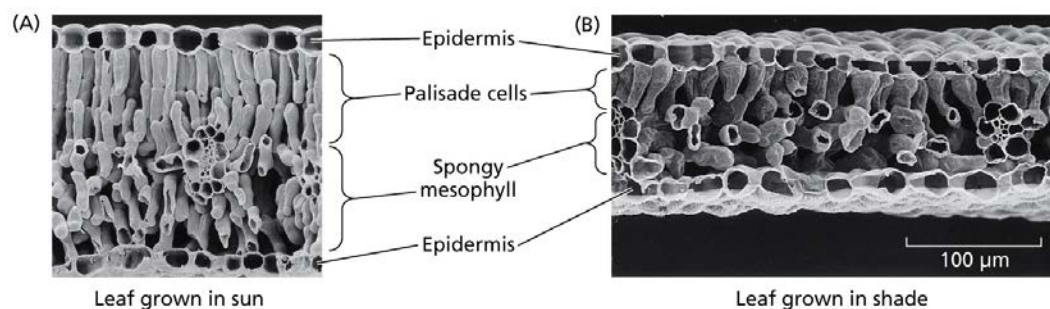 (A)
Epidermis
Palisade cells
Spongy
mesophyll
Epidermis
Leaf grown in sun
(B)
100 μm
Leaf grown in shade